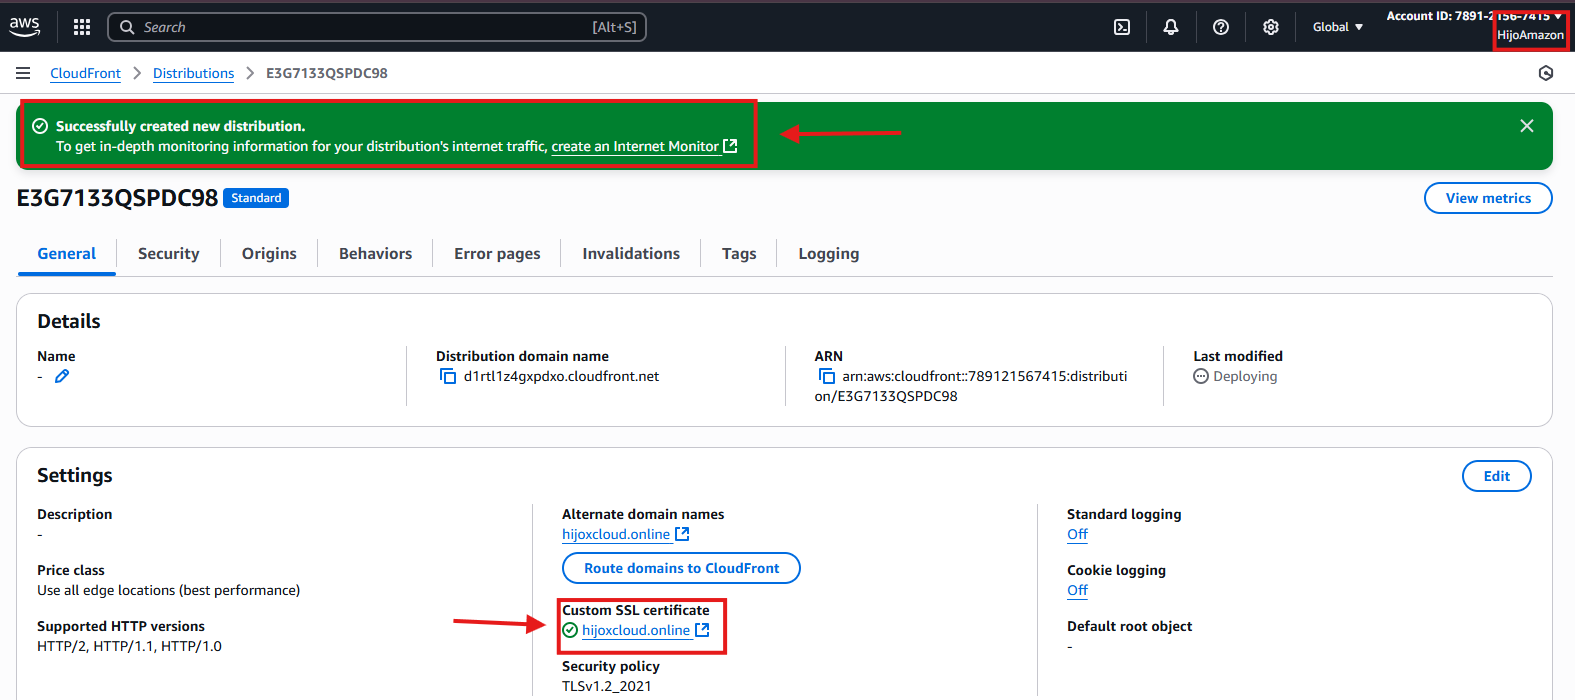 aws
Search [Alt+S]
Global
Account ID: 7891-2156-7415
HijoAmazon
CloudFront Distributions E3G7133QSPDC98
Successfully created new distribution.
To get in-depth monitoring information for your distribution's internet traffic, create an Internet Monitor
E3G7133QSPDC98 Standard
View metrics
General Security Origins Behaviors Error pages Invalidations Tags Logging
Details
Name
-
Distribution domain name
d1rtl1z4gxpdxo.cloudfront.net
ARN
arn:aws:cloudfront::789121567415:distributi
on/E3G7133QSPDC98
Last modified
Deploying
Settings
Edit
Description
-
Price class
Use all edge locations (best performance)
Supported HTTP versions
HTTP/2, HTTP/1.1, HTTP/1.0
Alternate domain names
hijoxcloud.online
Route domains to CloudFront
Custom SSL certificate
hijoxcloud.online
Security policy
TLSv1.2_2021
Standard logging
Off
Cookie logging
Off
Default root object
-